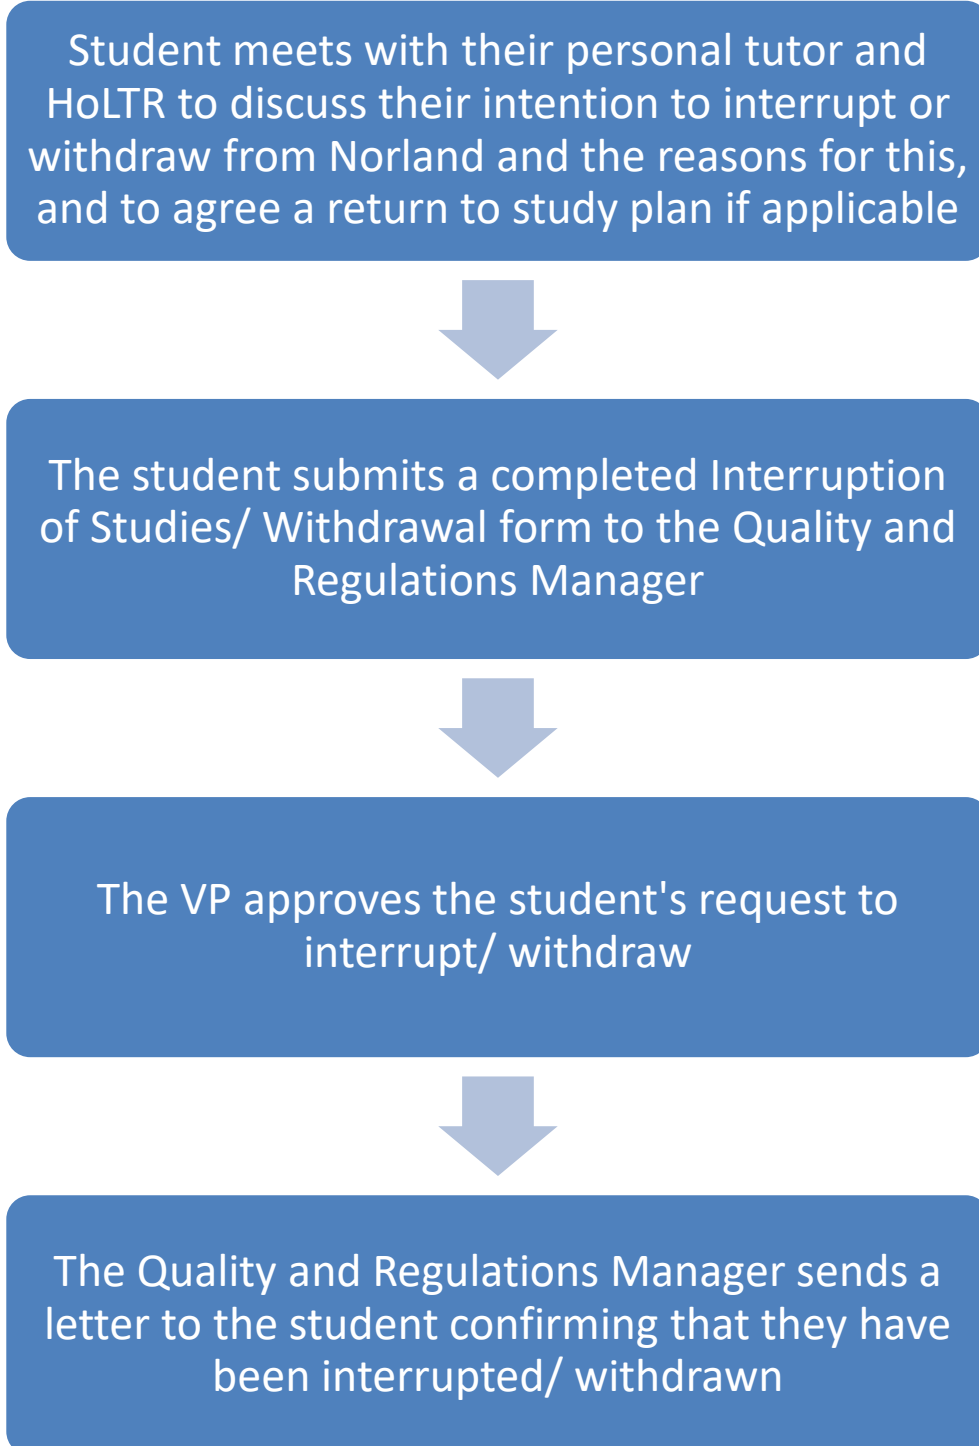 Student meets with their personal tutor and
HoLTR to discuss their intention to interrupt or
withdraw from Norland and the reasons for this,
and to agree a return to study plan if applicable
The student submits a completed Interruption
of Studies/ Withdrawal form to the Quality and
Regulations Manager
The VP approves the student's request to
interrupt/ withdraw
The Quality and Regulations Manager sends a
letter to the student confirming that they have
been interrupted/ withdrawn